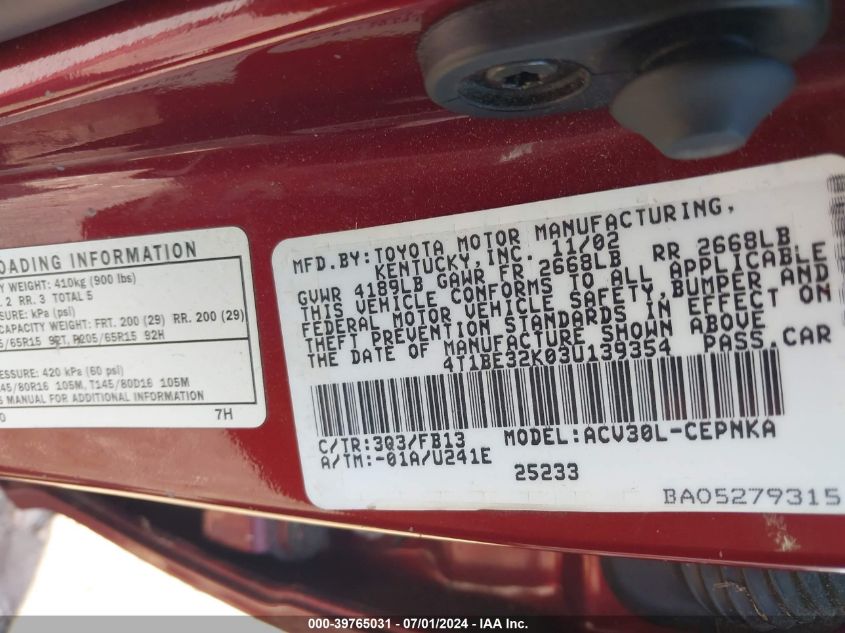 OADING INFORMATION
Y WEIGHT: 410kg (900 lbs)
. 2 RR. 3 TOTAL 5
SURE: kPa (psi)
CAPACITY WEIGHT: FRT. 200 (29) RR. 200 (29)
5/65R15 92H
ESSURE: 420 kPa (60 psi)
145/80R16 105M, T145/80D16 105M
S MANUAL FOR ADDITIONAL INFORMATION
0 7H
MFD.BY:TOYOTA MOTOR MANUFACTURING,
KENTUCKY,INC. 11/02
GVWR 4189LB GAWR FR 2668LB RR 2668LB
THIS VEHICLE CONFORMS TO ALL APPLICABLE
FEDERAL MOTOR VEHICLE SAFETY,BUMPER AND
THEFT PREVENTION STANDARDS IN EFFECT ON
THE DATE OF MANUFACTURE SHOWN ABOVE
4T1BE32K03U139354 PASS.CAR
C/TR:303/FB13 MODEL:ACV30L-CEPNKA
A/TM:-01A/U241E
25233
BA05279315
000-39765031 - 07/01/2024 - IAA Inc.